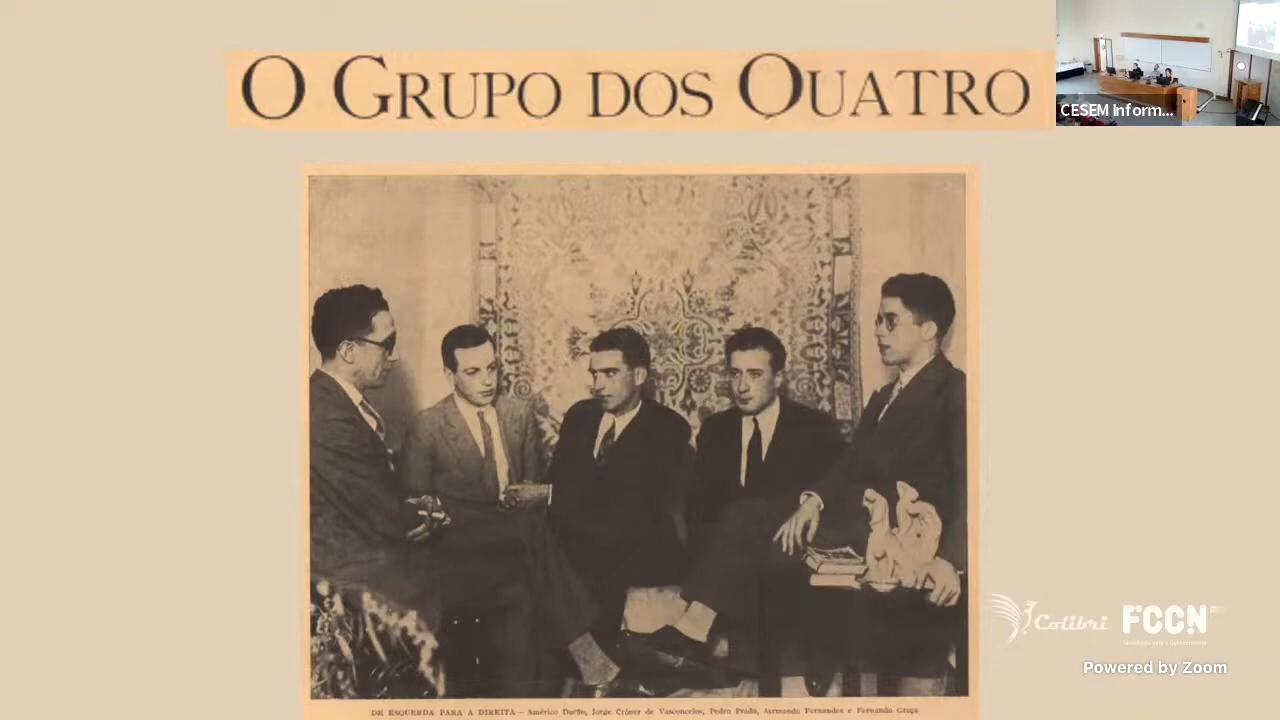 O GRUPO DOS QUATRO
CESEM Inform...
Colibri FCCN
Powered by Zoom
DE ESQUERDA PARA A DIREITA — Américo Durão, Jorge Cróner de Vasconcelos, Pedro Prado, Armando Fernandes e Fernando Graça